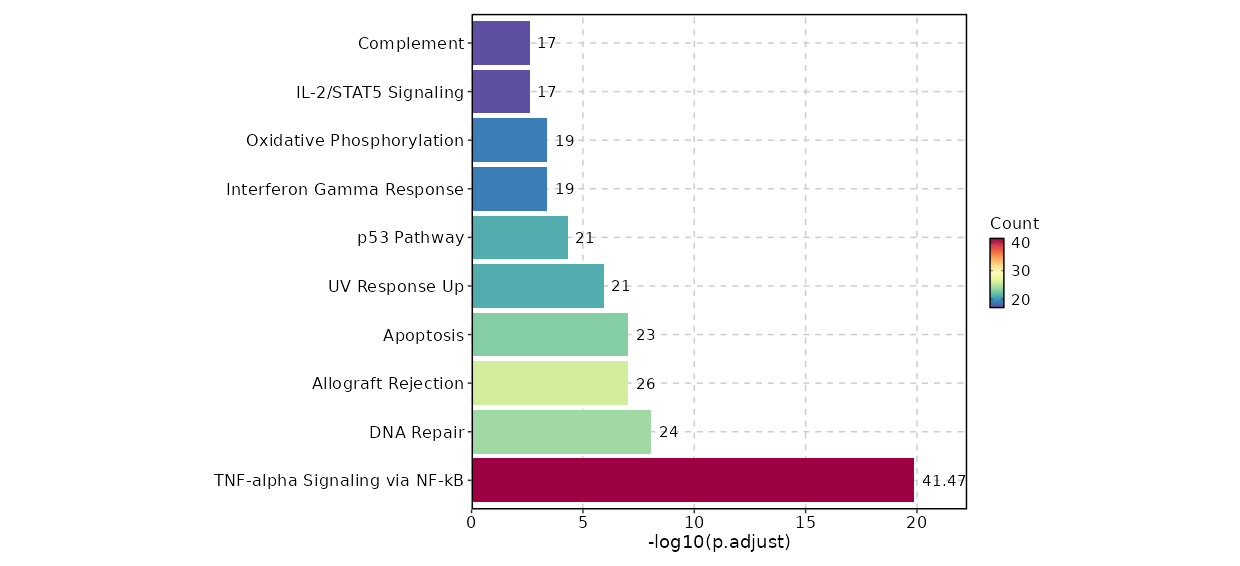 Complement
17
IL-2/STAT5 Signaling
17
Oxidative Phosphorylation
19
Interferon Gamma Response
19
p53 Pathway
21
UV Response Up
21
Apoptosis
23
Allograft Rejection
26
DNA Repair
24
TNF-alpha Signaling via NF-kB
41.47
0 5 10 15 20
-log10(p.adjust)
Count
40
30
20